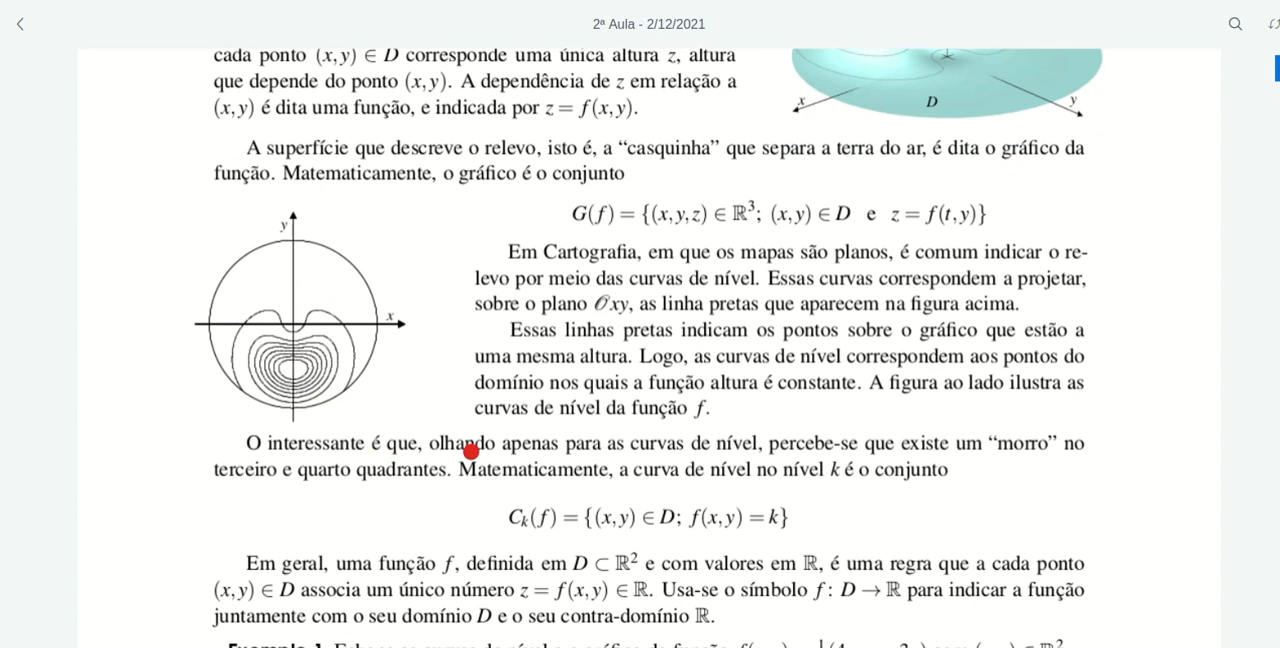 2ª Aula - 2/12/2021
cada ponto (x,y) ∈ D corresponde uma única altura z, altura
que depende do ponto (x,y). A dependência de z em relação a
(x,y) é dita uma função, e indicada por z = f(x,y).
x
D
y
A superfície que descreve o relevo, isto é, a “casquinha” que separa a terra do ar, é dita o gráfico da
função. Matematicamente, o gráfico é o conjunto
G(f) = {(x,y,z) ∈ ℝ³; (x,y) ∈ D e z = f(t,y)}
y
x
Em Cartografia, em que os mapas são planos, é comum indicar o re-
levo por meio das curvas de nível. Essas curvas correspondem a projetar,
sobre o plano 𝒪xy, as linha pretas que aparecem na figura acima.
Essas linhas pretas indicam os pontos sobre o gráfico que estão a
uma mesma altura. Logo, as curvas de nível correspondem aos pontos do
domínio nos quais a função altura é constante. A figura ao lado ilustra as
curvas de nível da função f.
O interessante é que, olhando apenas para as curvas de nível, percebe-se que existe um “morro” no
terceiro e quarto quadrantes. Matematicamente, a curva de nível no nível k é o conjunto
Cₖ(f) = {(x,y) ∈ D; f(x,y) = k}
Em geral, uma função f, definida em D ⊂ ℝ² e com valores em ℝ, é uma regra que a cada ponto
(x,y) ∈ D associa um único número z = f(x,y) ∈ ℝ. Usa-se o símbolo f: D → ℝ para indicar a função
juntamente com o seu domínio D e o seu contra-domínio ℝ.